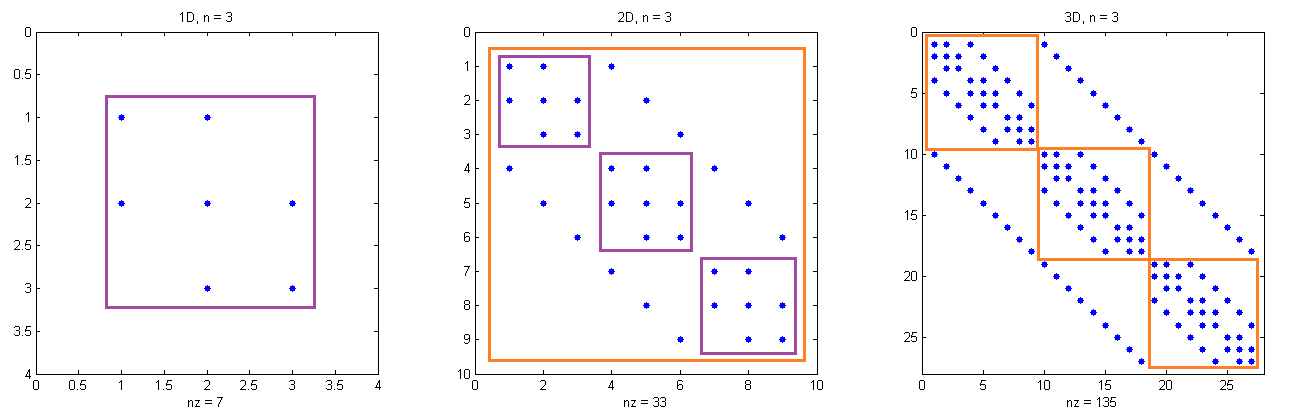 1D, n = 3
0
0.5
1
1.5
2
2.5
3
3.5
4
0 0.5 1 1.5 2 2.5 3 3.5 4
nz = 7
2D, n = 3
0
1
2
3
4
5
6
7
8
9
10
0 2 4 6 8 10
nz = 33
3D, n = 3
0
5
10
15
20
25
0 5 10 15 20 25
nz = 135